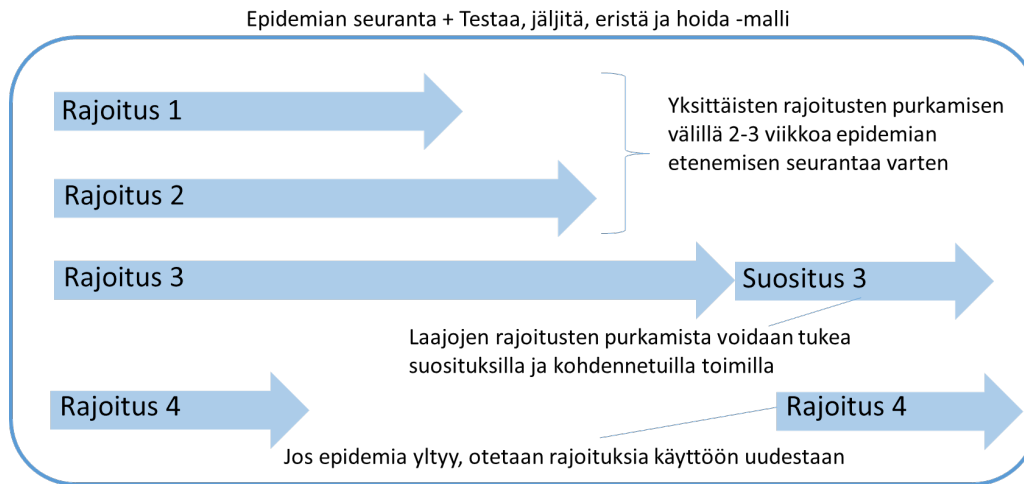 Epidemian seuranta + Testaa, jäljitä, eristä ja hoida -malli
Rajoitus 1
Yksittäisten rajoitusten purkamisen
välillä 2-3 viikkoa epidemian
etenemisen seurantaa varten
Rajoitus 2
Rajoitus 3
Suositus 3
Laajojen rajoitusten purkamista voidaan tukea
suosituksilla ja kohdennetuilla toimilla
Rajoitus 4
Rajoitus 4
Jos epidemia yltyy, otetaan rajoituksia käyttöön uudestaan